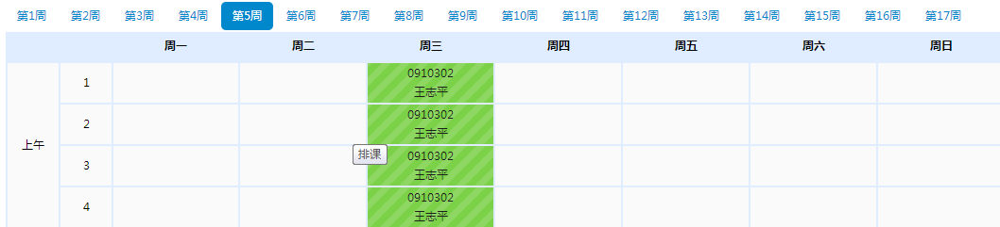 第1周 第2周 第3周 第4周 第5周 第6周 第7周 第8周 第9周 第10周 第11周 第12周 第13周 第14周 第15周 第16周 第17周
周一 周二 周三 周四 周五 周六 周日
1 0910302
王志平
2 0910302
王志平
上午
排课
3 0910302
王志平
4 0910302
王志平